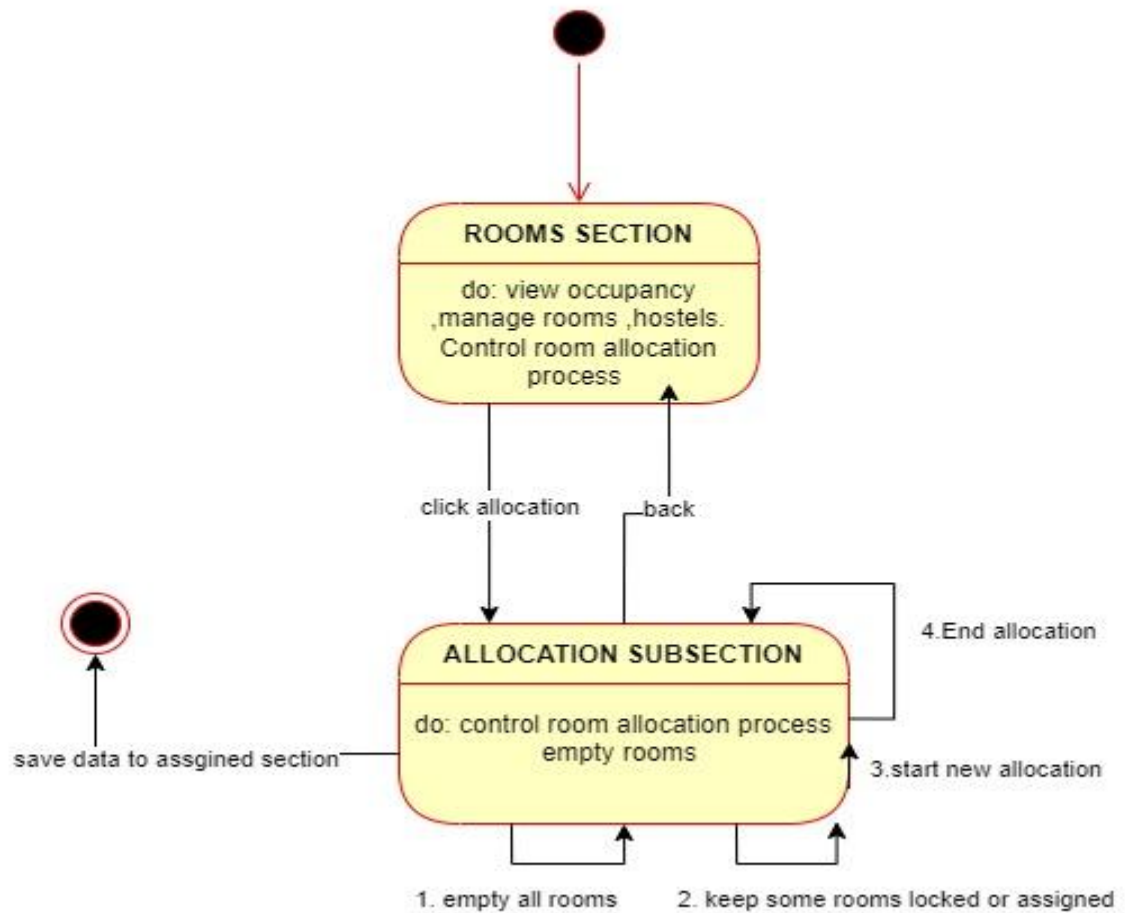 ROOMS SECTION
do: view occupancy
,manage rooms ,hostels.
Control room allocation
process
click allocation
back
ALLOCATION SUBSECTION
do: control room allocation process
empty rooms
4.End allocation
save data to assgined section
3.start new allocation
1. empty all rooms
2. keep some rooms locked or assigned